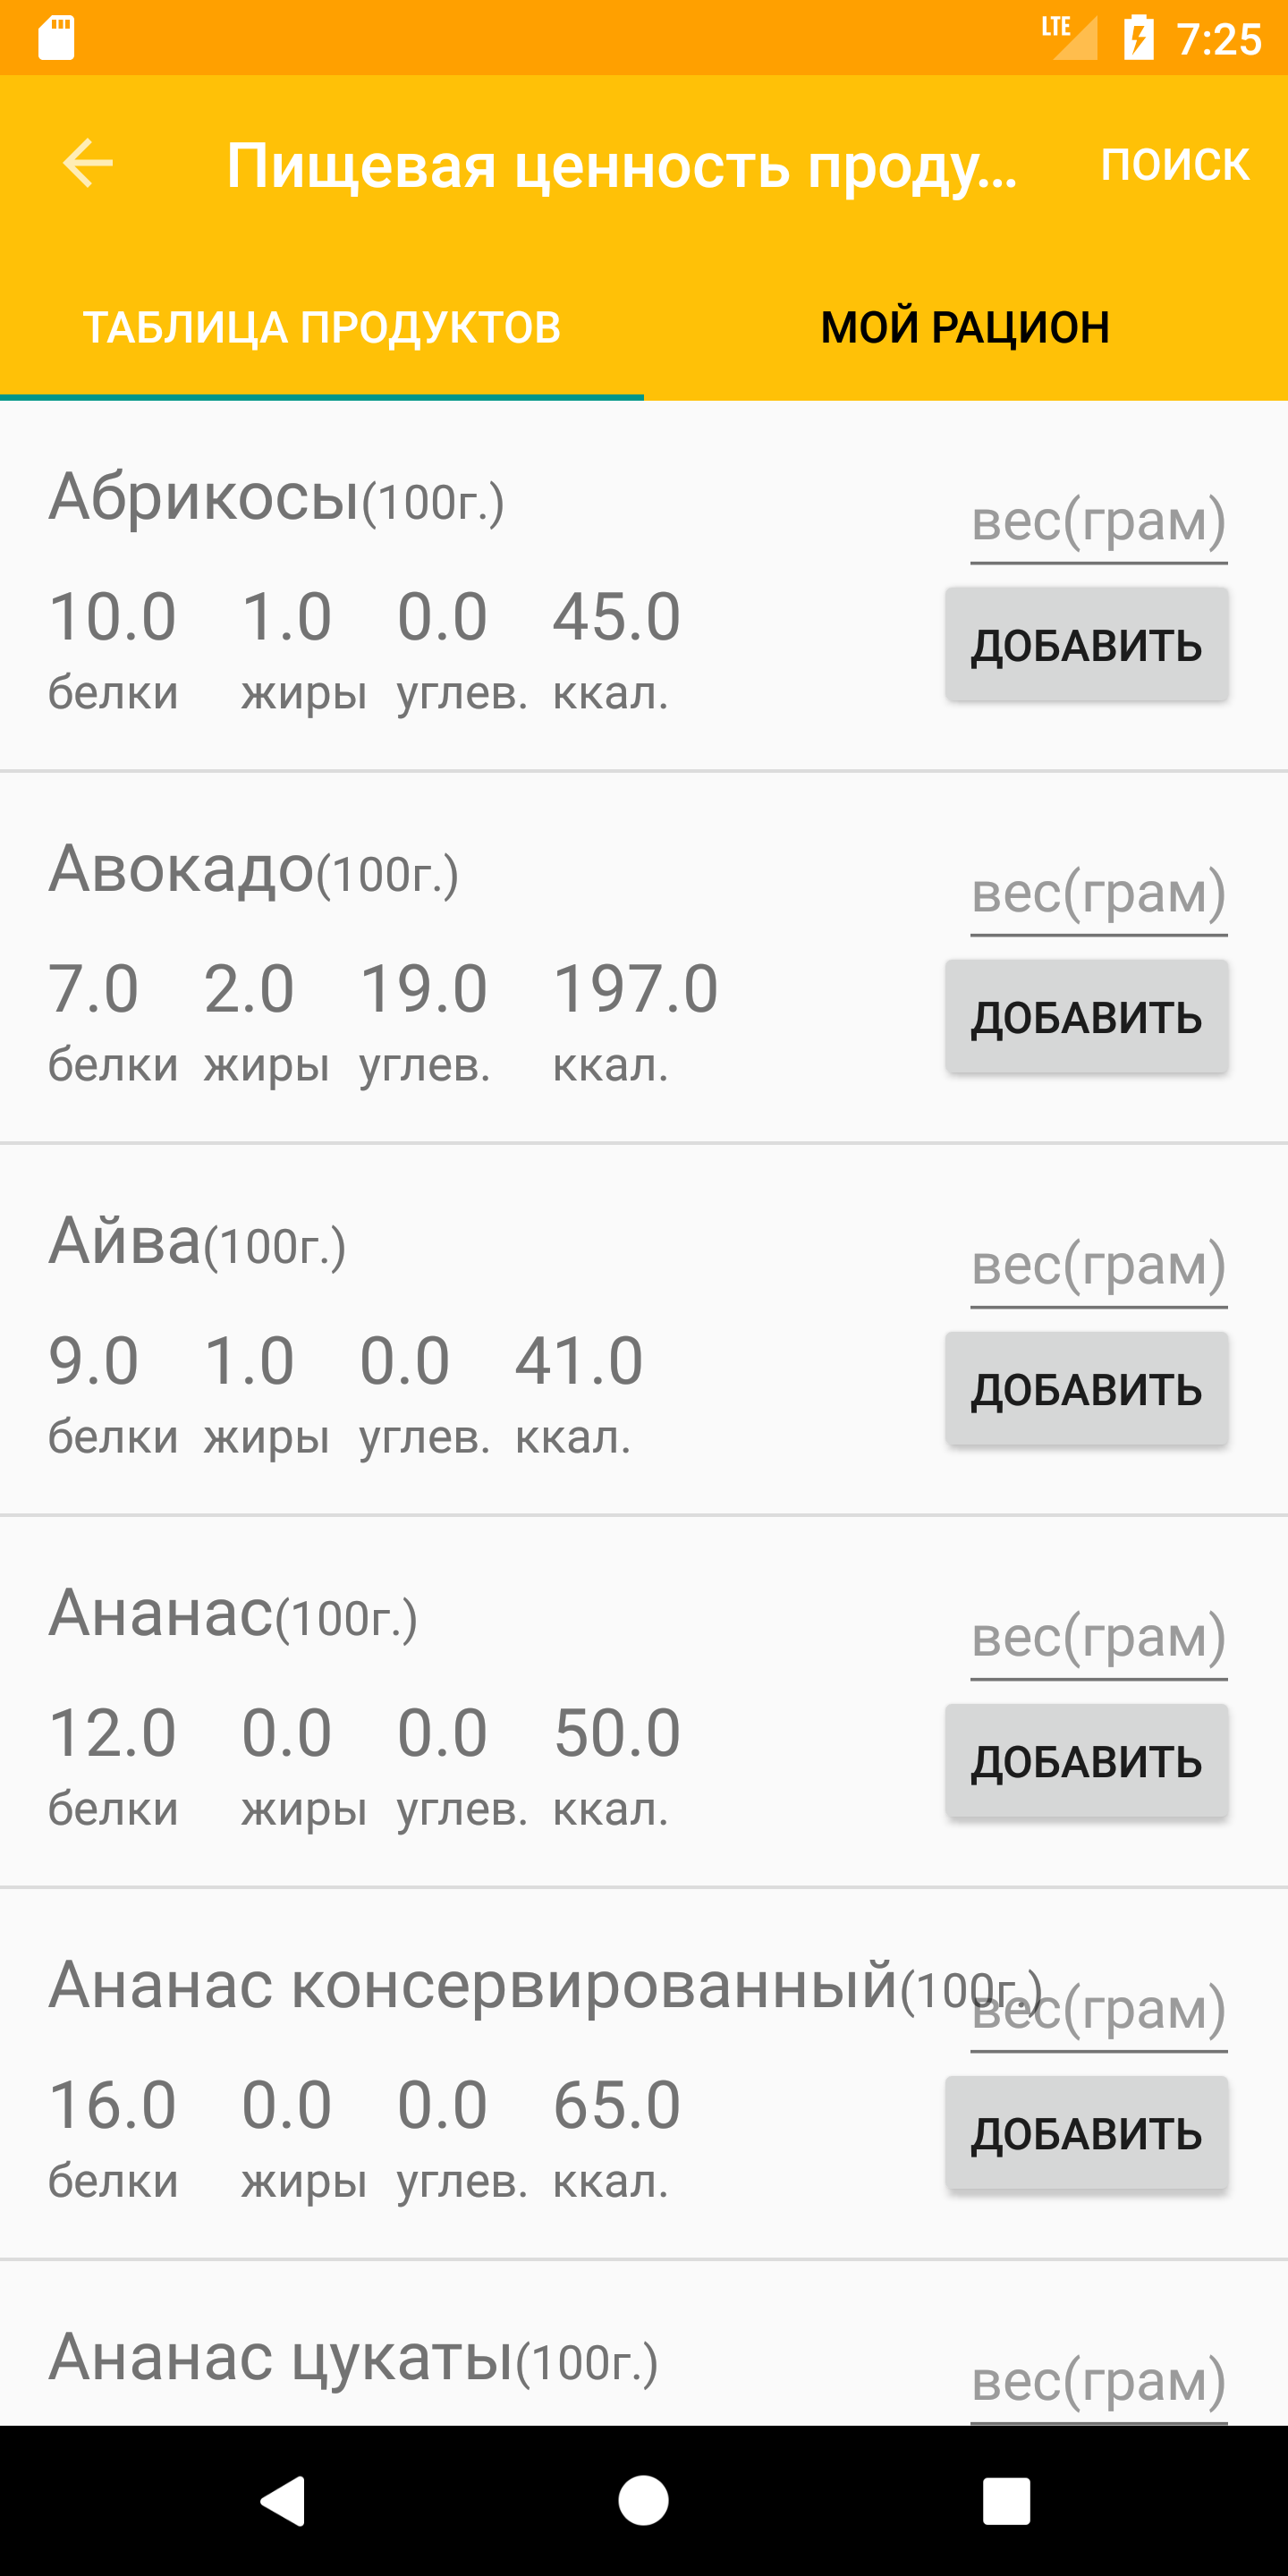 LTE 7:25
Пищевая ценность проду... ПОИСК
ТАБЛИЦА ПРОДУКТОВ МОЙ РАЦИОН
Абрикосы(100г.) вес(грам)
10.0 1.0 0.0 45.0
белки жиры углев. ккал. ДОБАВИТЬ
Авокадо(100г.) вес(грам)
7.0 2.0 19.0 197.0
белки жиры углев. ккал. ДОБАВИТЬ
Айва(100г.) вес(грам)
9.0 1.0 0.0 41.0
белки жиры углев. ккал. ДОБАВИТЬ
Ананас(100г.) вес(грам)
12.0 0.0 0.0 50.0
белки жиры углев. ккал. ДОБАВИТЬ
Ананас консервированный(100г.) вес(грам)
16.0 0.0 0.0 65.0
белки жиры углев. ккал. ДОБАВИТЬ
Ананас цукаты(100г.) вес(грам)